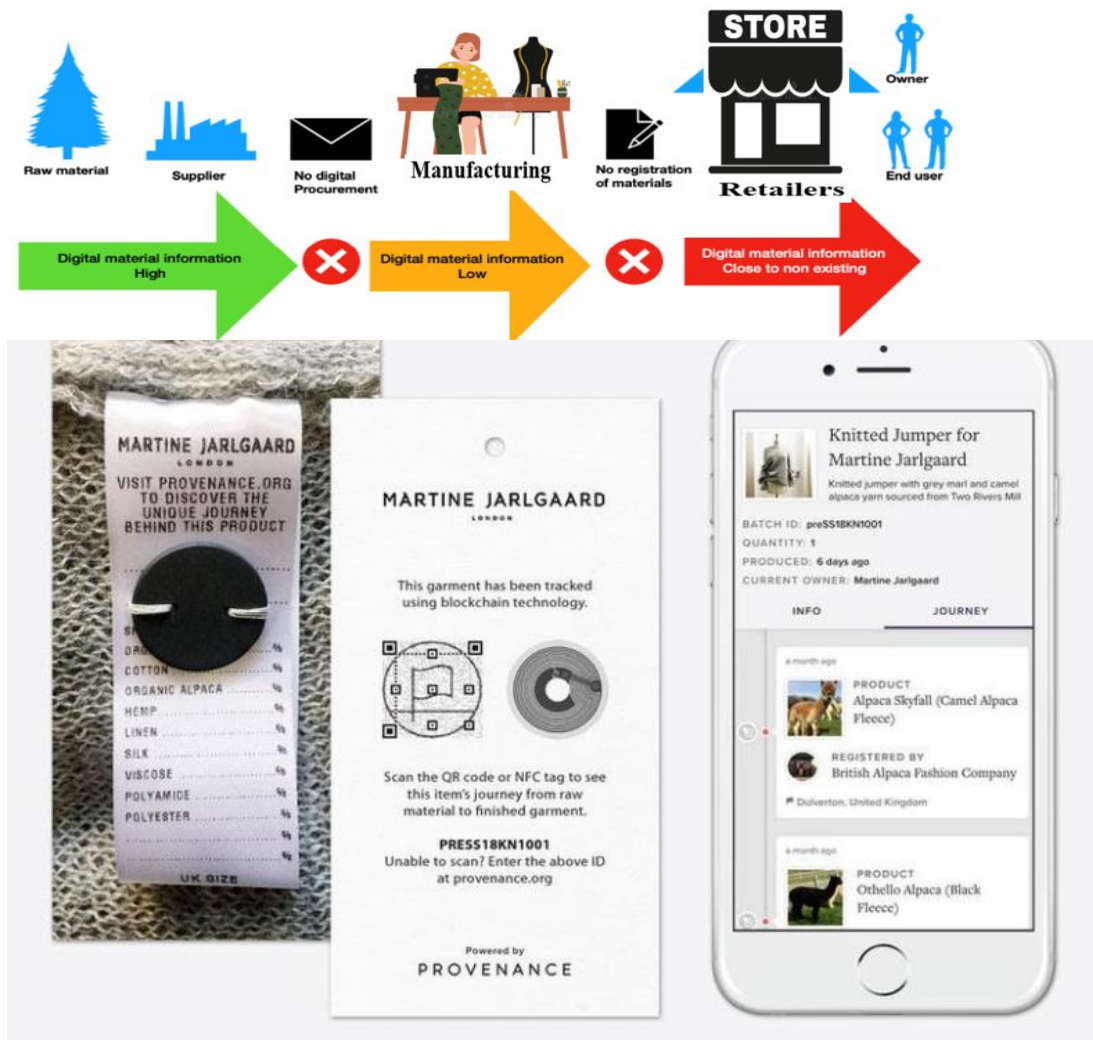 STORE
Owner
Raw material
Supplier
No digital
Procurement
Manufacturing
No registration
of materials
Retailers
End user
Digital material information
High
Digital material information
Low
Digital material information
Close to non existing
MARTINE JARLGAARD
LONDON
VISIT PROVENANCE.ORG
TO DISCOVER THE
UNIQUE JOURNEY
BEHIND THIS PRODUCT
COTTON %
ORGANIC ALPACA %
HEMP %
LINEN %
SILK %
VISCOSE %
POLYAMIDE %
POLYESTER %
%
%
UK SIZE
MARTINE JARLGAARD
LONDON
This garment has been tracked
using blockchain technology.
Scan the QR code or NFC tag to see
this item's journey from raw
material to finished garment.
PRESS18KN1001
Unable to scan? Enter the above ID
at provenance.org
Powered by
PROVENANCE
Knitted Jumper for
Martine Jarlgaard
Knitted jumper with grey marl and camel
alpaca yarn sourced from Two Rivers Mill
BATCH ID: preSS18KN1001
QUANTITY: 1
PRODUCED: 6 days ago
CURRENT OWNER: Martine Jarlgaard
INFO
JOURNEY
a month ago
PRODUCT
Alpaca Skyfall (Camel Alpaca
Fleece)
REGISTERED BY
British Alpaca Fashion Company
Dulverton, United Kingdom
a month ago
PRODUCT
Othello Alpaca (Black
Fleece)